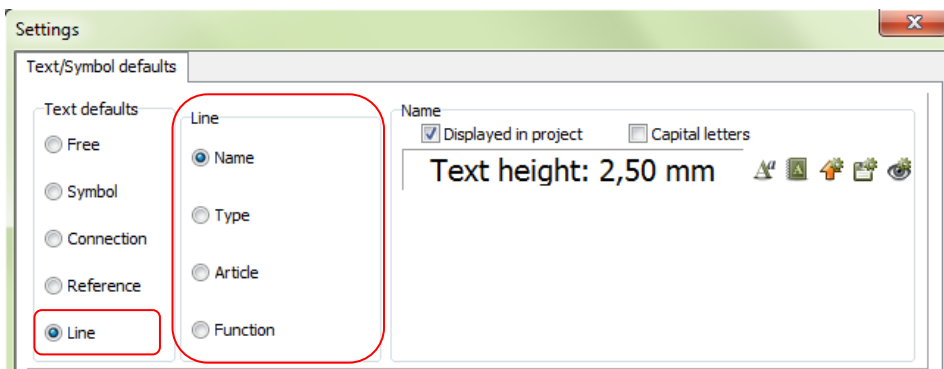 Settings
Text/Symbol defaults
Text defaults
Free
Symbol
Connection
Reference
Line
Line
Name
Type
Article
Function
Name
Displayed in project
Capital letters
Text height: 2,50 mm